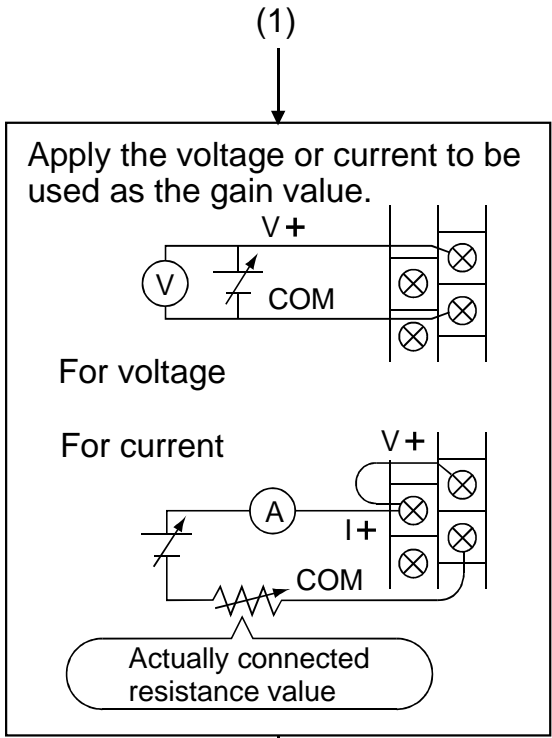 (1)
Apply the voltage or current to be
used as the gain value.
V+
V
COM
For voltage
For current
V+
A
I+
COM
Actually connected
resistance value